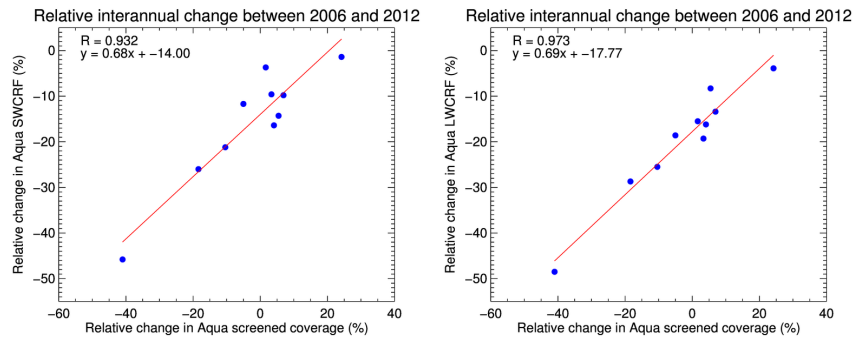 Relative interannual change between 2006 and 2012
R = 0.932
y = 0.68x + −14.00
Relative change in Aqua SWCRF (%)
0
−10
−20
−30
−40
−50
−60
−40
−20
0
20
40
Relative change in Aqua screened coverage (%)
Relative interannual change between 2006 and 2012
R = 0.973
y = 0.69x + −17.77
Relative change in Aqua LWCRF (%)
0
−10
−20
−30
−40
−50
−60
−40
−20
0
20
40
Relative change in Aqua screened coverage (%)